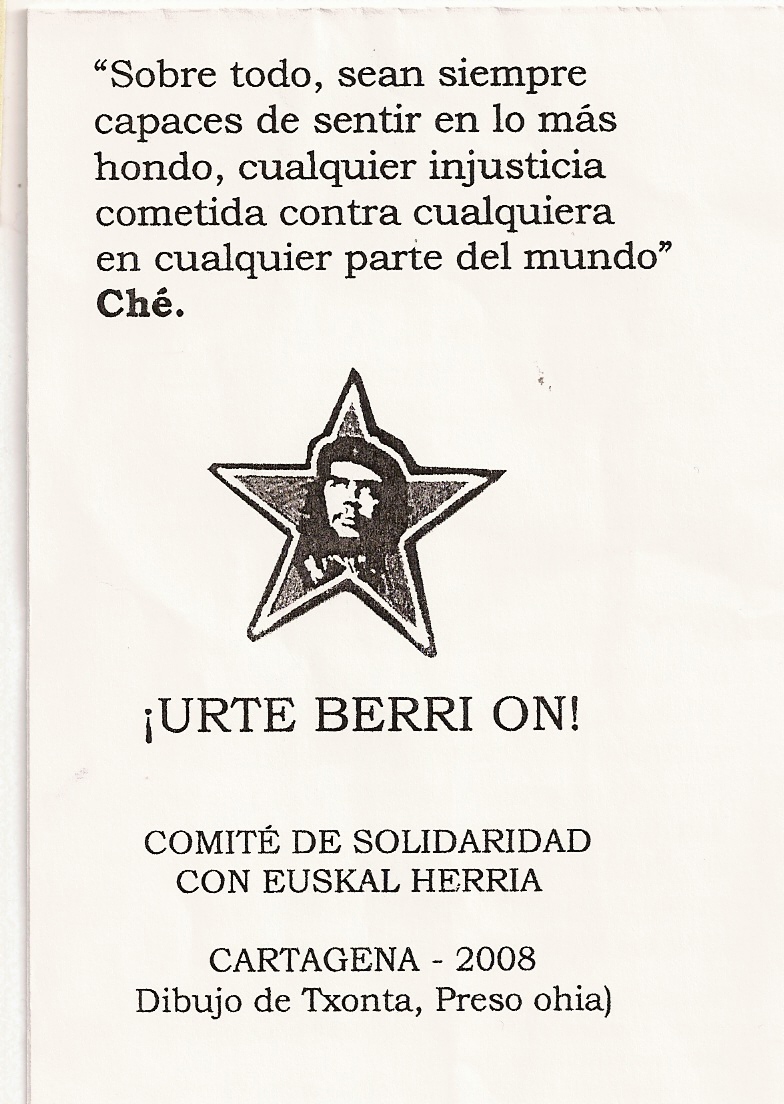 “Sobre todo, sean siempre
capaces de sentir en lo más
hondo, cualquier injusticia
cometida contra cualquiera
en cualquier parte del mundo”
Ché.
¡URTE BERRI ON!
COMITÉ DE SOLIDARIDAD
CON EUSKAL HERRIA
CARTAGENA - 2008
Dibujo de Txonta, Preso ohia)